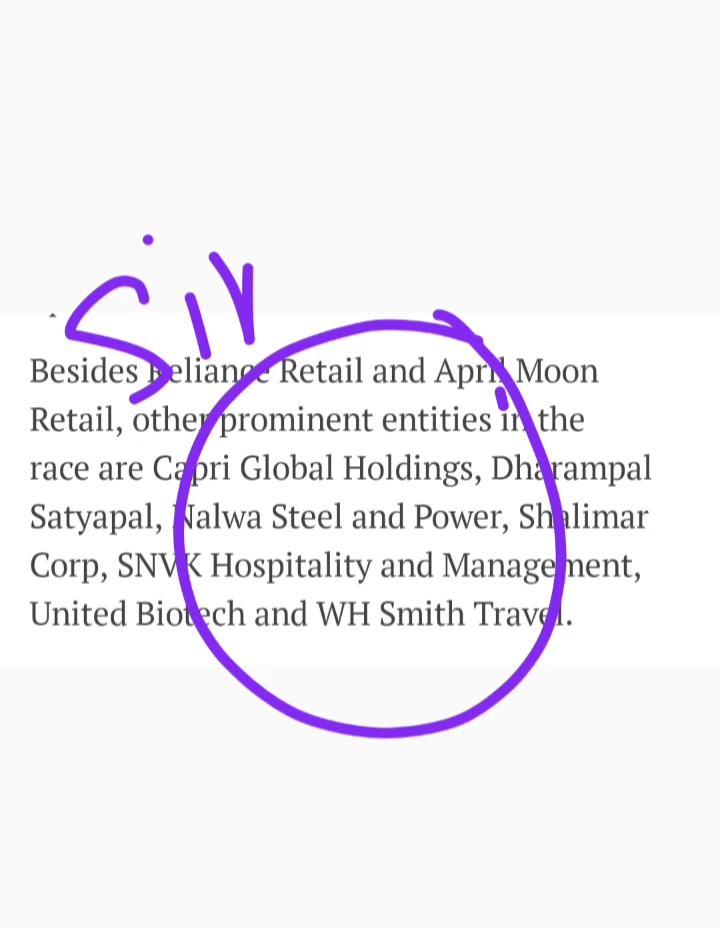 Sir
Besides Reliance Retail and April Moon
Retail, other prominent entities in the
race are Capri Global Holdings, Dharampal
Satyapal, Nalwa Steel and Power, Shalimar
Corp, SNVK Hospitality and Management,
United Biotech and WH Smith Travel.